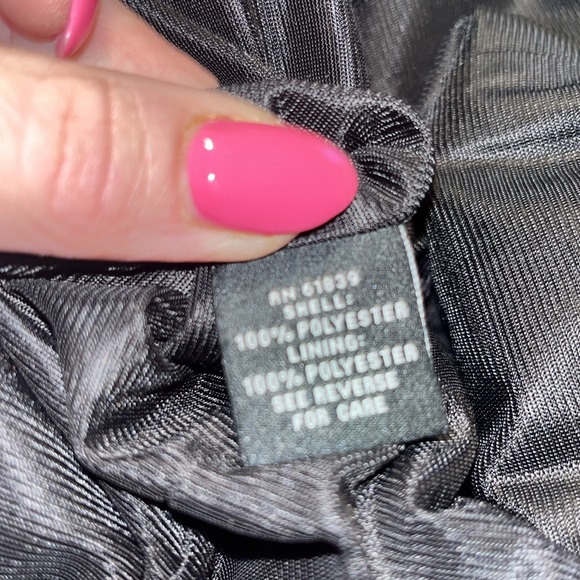 RN 61939
SHELL:
100% POLYESTER
LINING:
100% POLYESTER
SEE REVERSE
FOR CARE